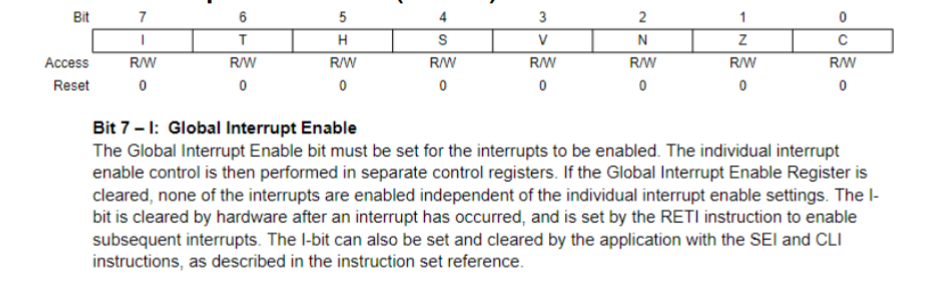 Bit 7 6 5 4 3 2 1 0
I T H S V N Z C
Access R/W R/W R/W R/W R/W R/W R/W R/W
Reset 0 0 0 0 0 0 0 0
Bit 7 – I: Global Interrupt Enable
The Global Interrupt Enable bit must be set for the interrupts to be enabled. The individual interrupt
enable control is then performed in separate control registers. If the Global Interrupt Enable Register is
cleared, none of the interrupts are enabled independent of the individual interrupt enable settings. The I-
bit is cleared by hardware after an interrupt has occurred, and is set by the RETI instruction to enable
subsequent interrupts. The I-bit can also be set and cleared by the application with the SEI and CLI
instructions, as described in the instruction set reference.